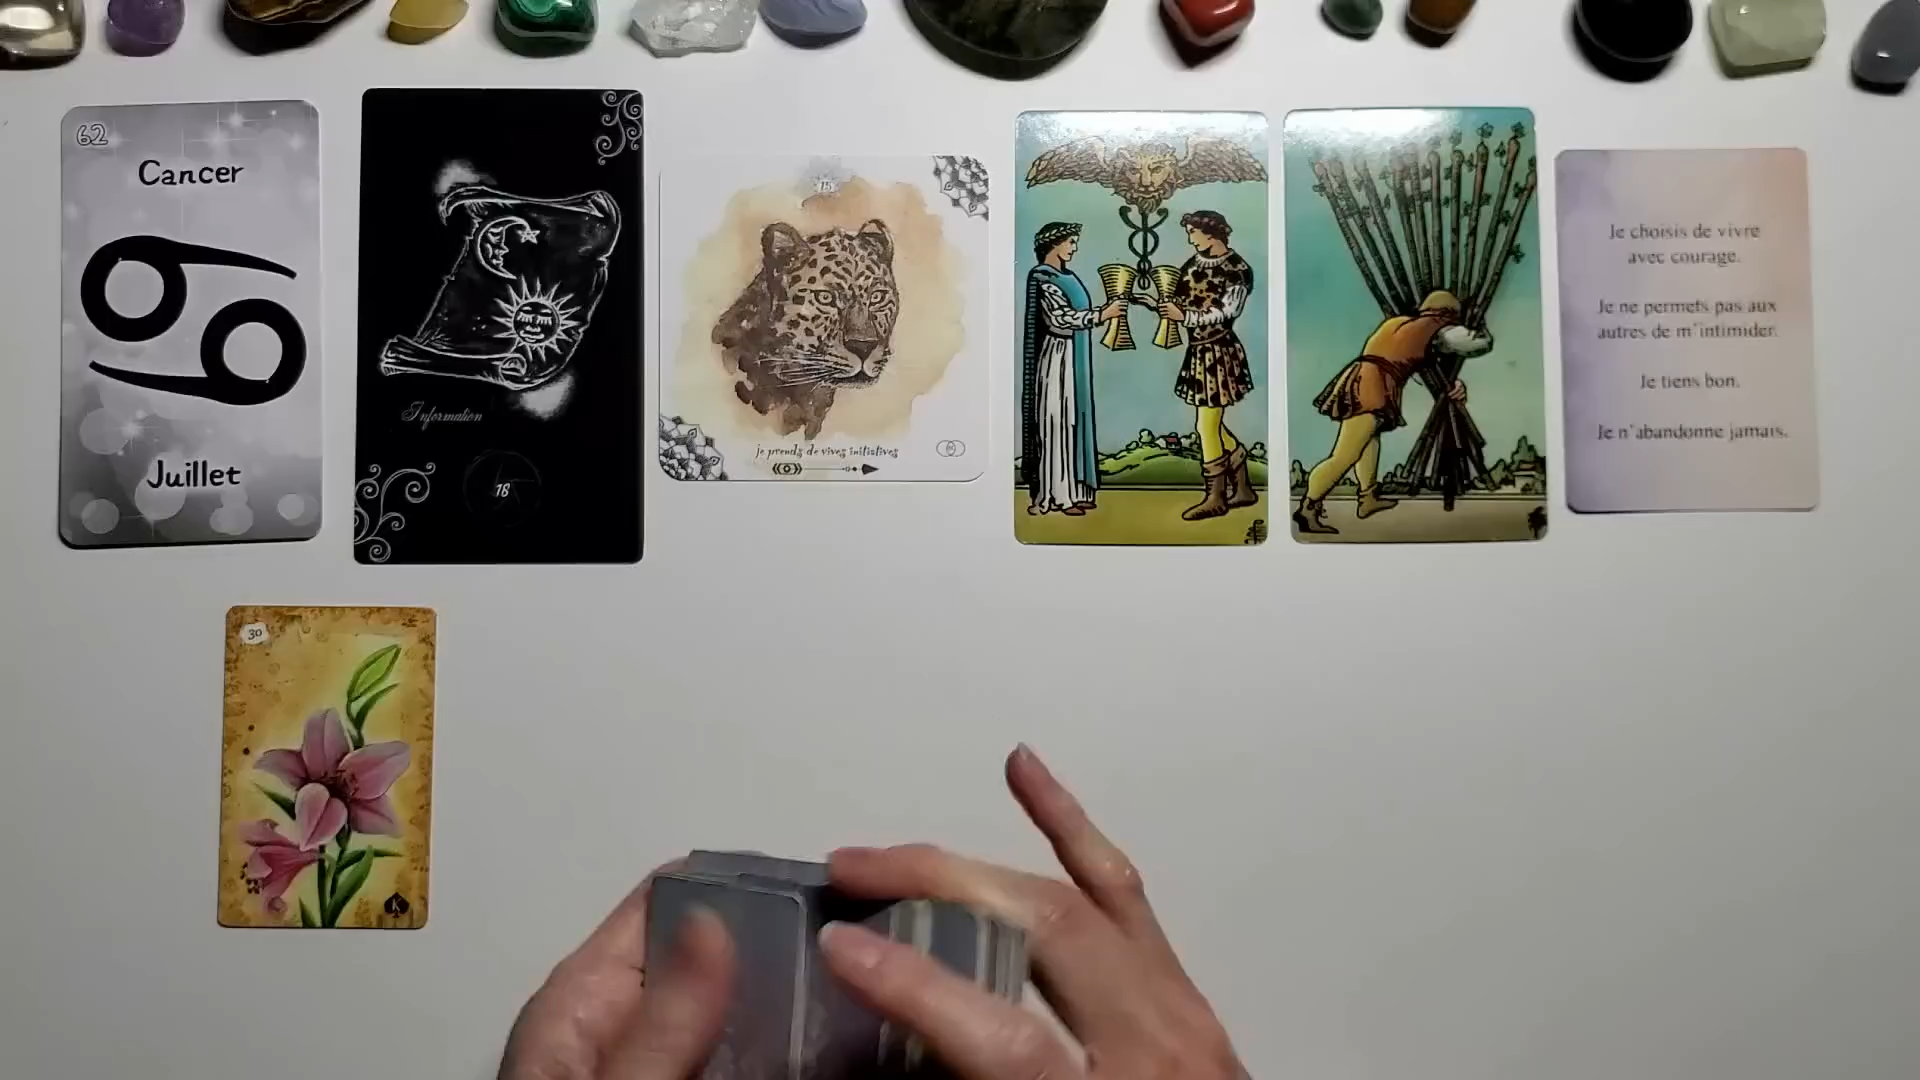 62
Cancer
Juillet
Information
18
15
je prends de vives initiatives
Je choisis de vivre
avec courage.
Je ne permets pas aux
autres de m'intimider.
Je tiens bon.
Je n'abandonne jamais.
30
K